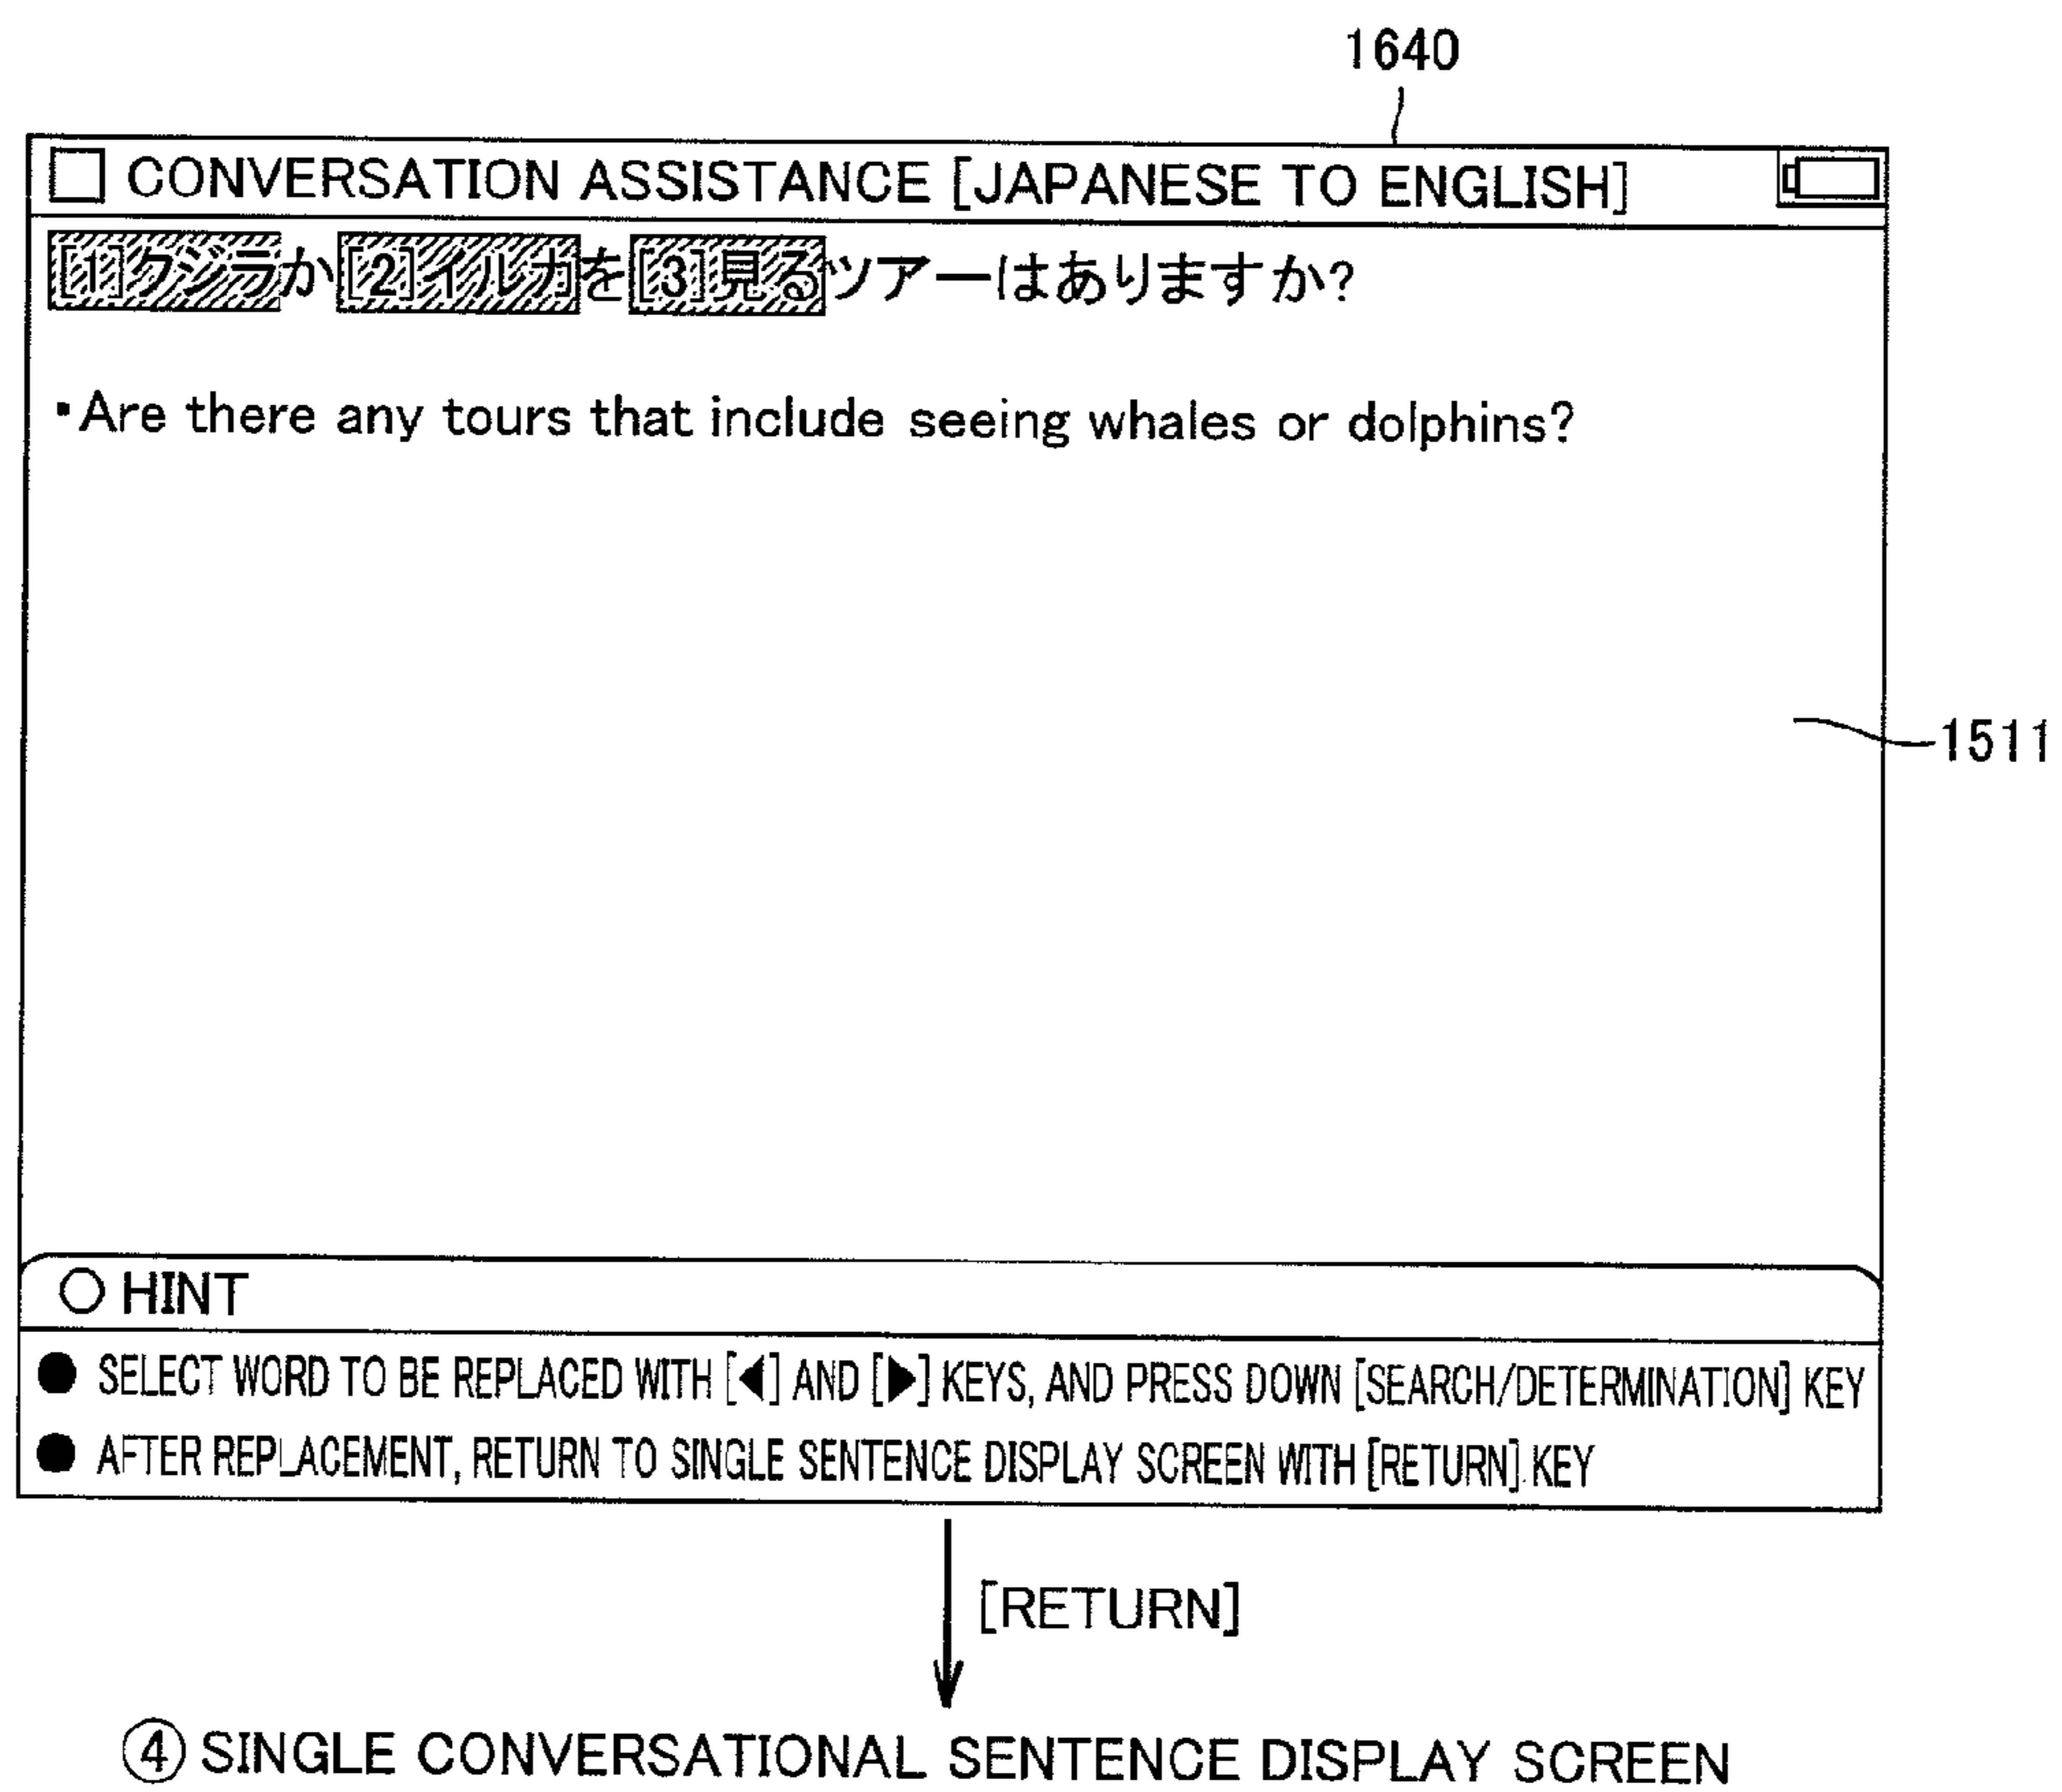 1640
CONVERSATION ASSISTANCE [JAPANESE TO ENGLISH]
[1]クジラか[2]イルカを[3]見るツアーはありますか?
・Are there any tours that include seeing whales or dolphins?
1511
HINT
● SELECT WORD TO BE REPLACED WITH [◀] AND [▶] KEYS, AND PRESS DOWN [SEARCH/DETERMINATION] KEY
● AFTER REPLACEMENT, RETURN TO SINGLE SENTENCE DISPLAY SCREEN WITH [RETURN] KEY
[RETURN]
④ SINGLE CONVERSATIONAL SENTENCE DISPLAY SCREEN